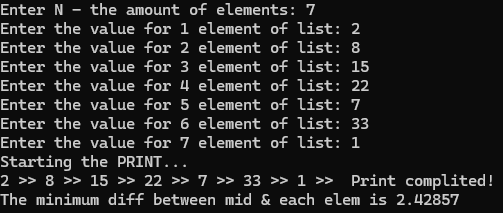 Enter N - the amount of elements: 7
Enter the value for 1 element of list: 2
Enter the value for 2 element of list: 8
Enter the value for 3 element of list: 15
Enter the value for 4 element of list: 22
Enter the value for 5 element of list: 7
Enter the value for 6 element of list: 33
Enter the value for 7 element of list: 1
Starting the PRINT...
2 >> 8 >> 15 >> 22 >> 7 >> 33 >> 1 >>  Print complited!
The minimum diff between mid & each elem is 2.42857